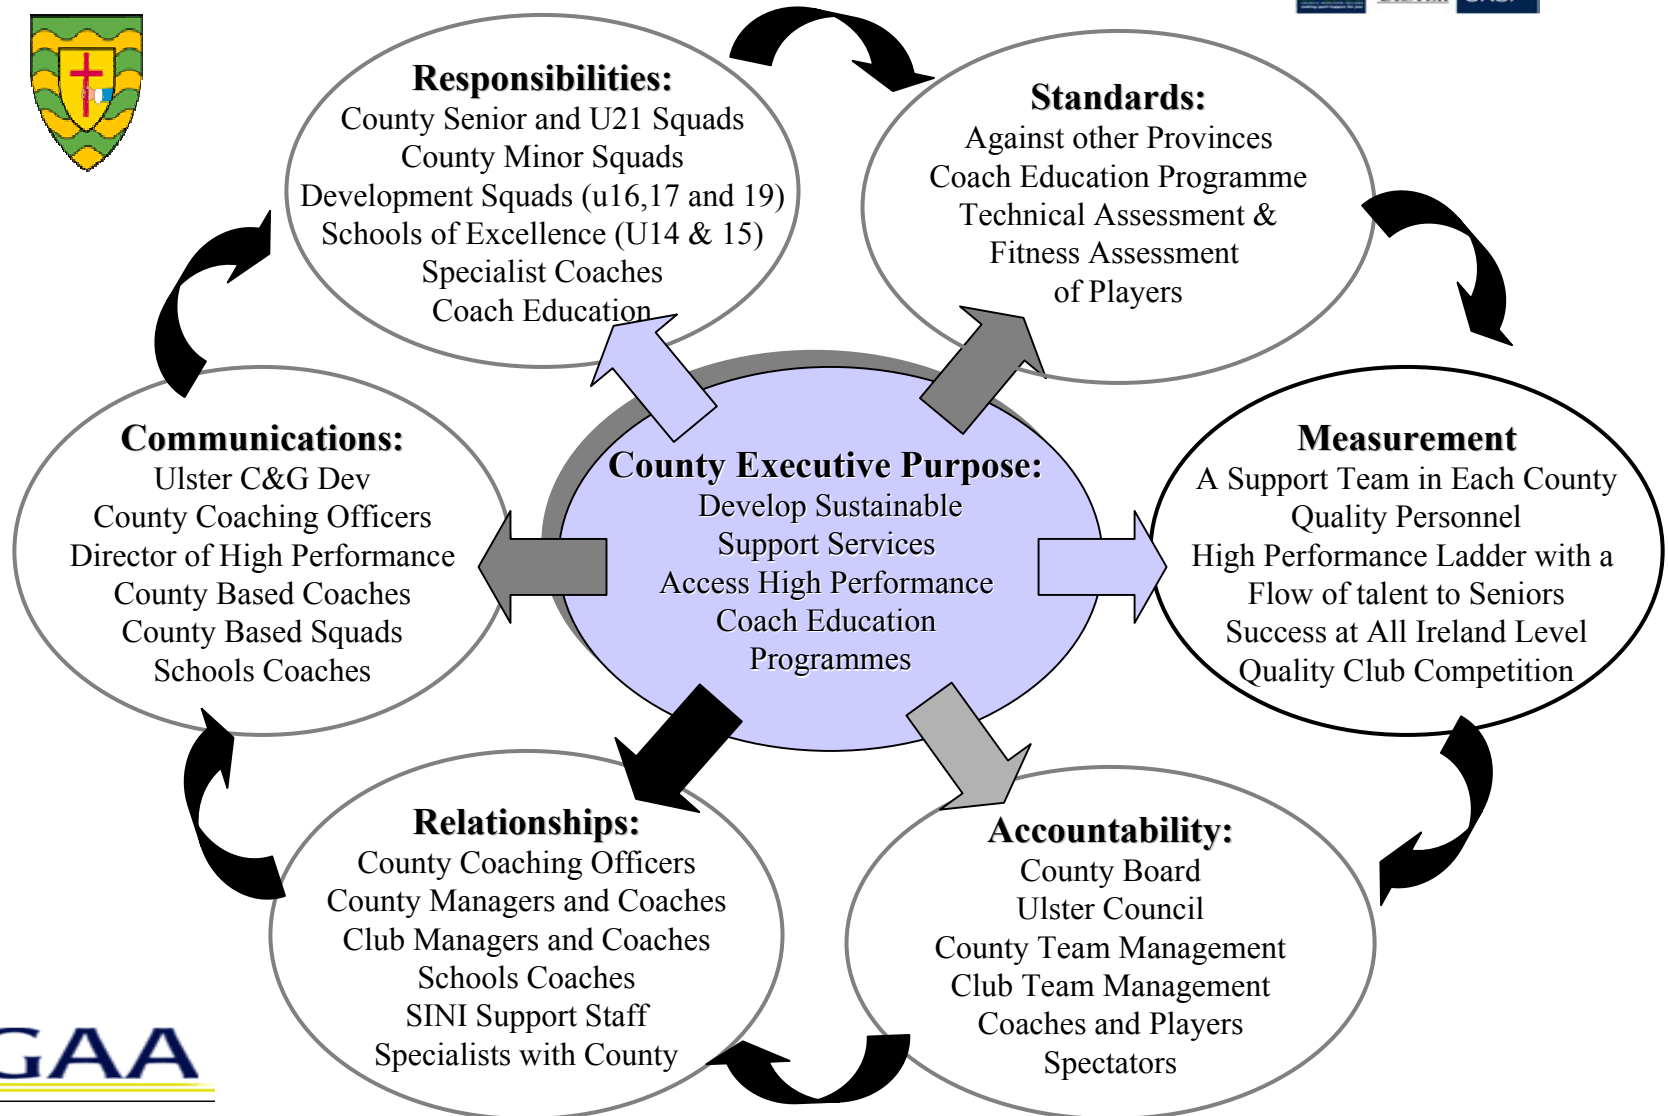 Responsibilities:
County Senior and U21 Squads
County Minor Squads
Development Squads (u16,17 and 19)
Schools of Excellence (U14 & 15)
Specialist Coaches
Coach Education
Standards:
Against other Provinces
Coach Education Programme
Technical Assessment &
Fitness Assessment
of Players
Communications:
Ulster C&G Dev
County Coaching Officers
Director of High Performance
County Based Coaches
County Based Squads
Schools Coaches
County Executive Purpose:
Develop Sustainable
Support Services
Access High Performance
Coach Education
Programmes
Measurement
A Support Team in Each County
Quality Personnel
High Performance Ladder with a
Flow of talent to Seniors
Success at All Ireland Level
Quality Club Competition
Relationships:
County Coaching Officers
County Managers and Coaches
Club Managers and Coaches
Schools Coaches
SINI Support Staff
Specialists with County
Accountability:
County Board
Ulster Council
County Team Management
Club Team Management
Coaches and Players
Spectators
GAA